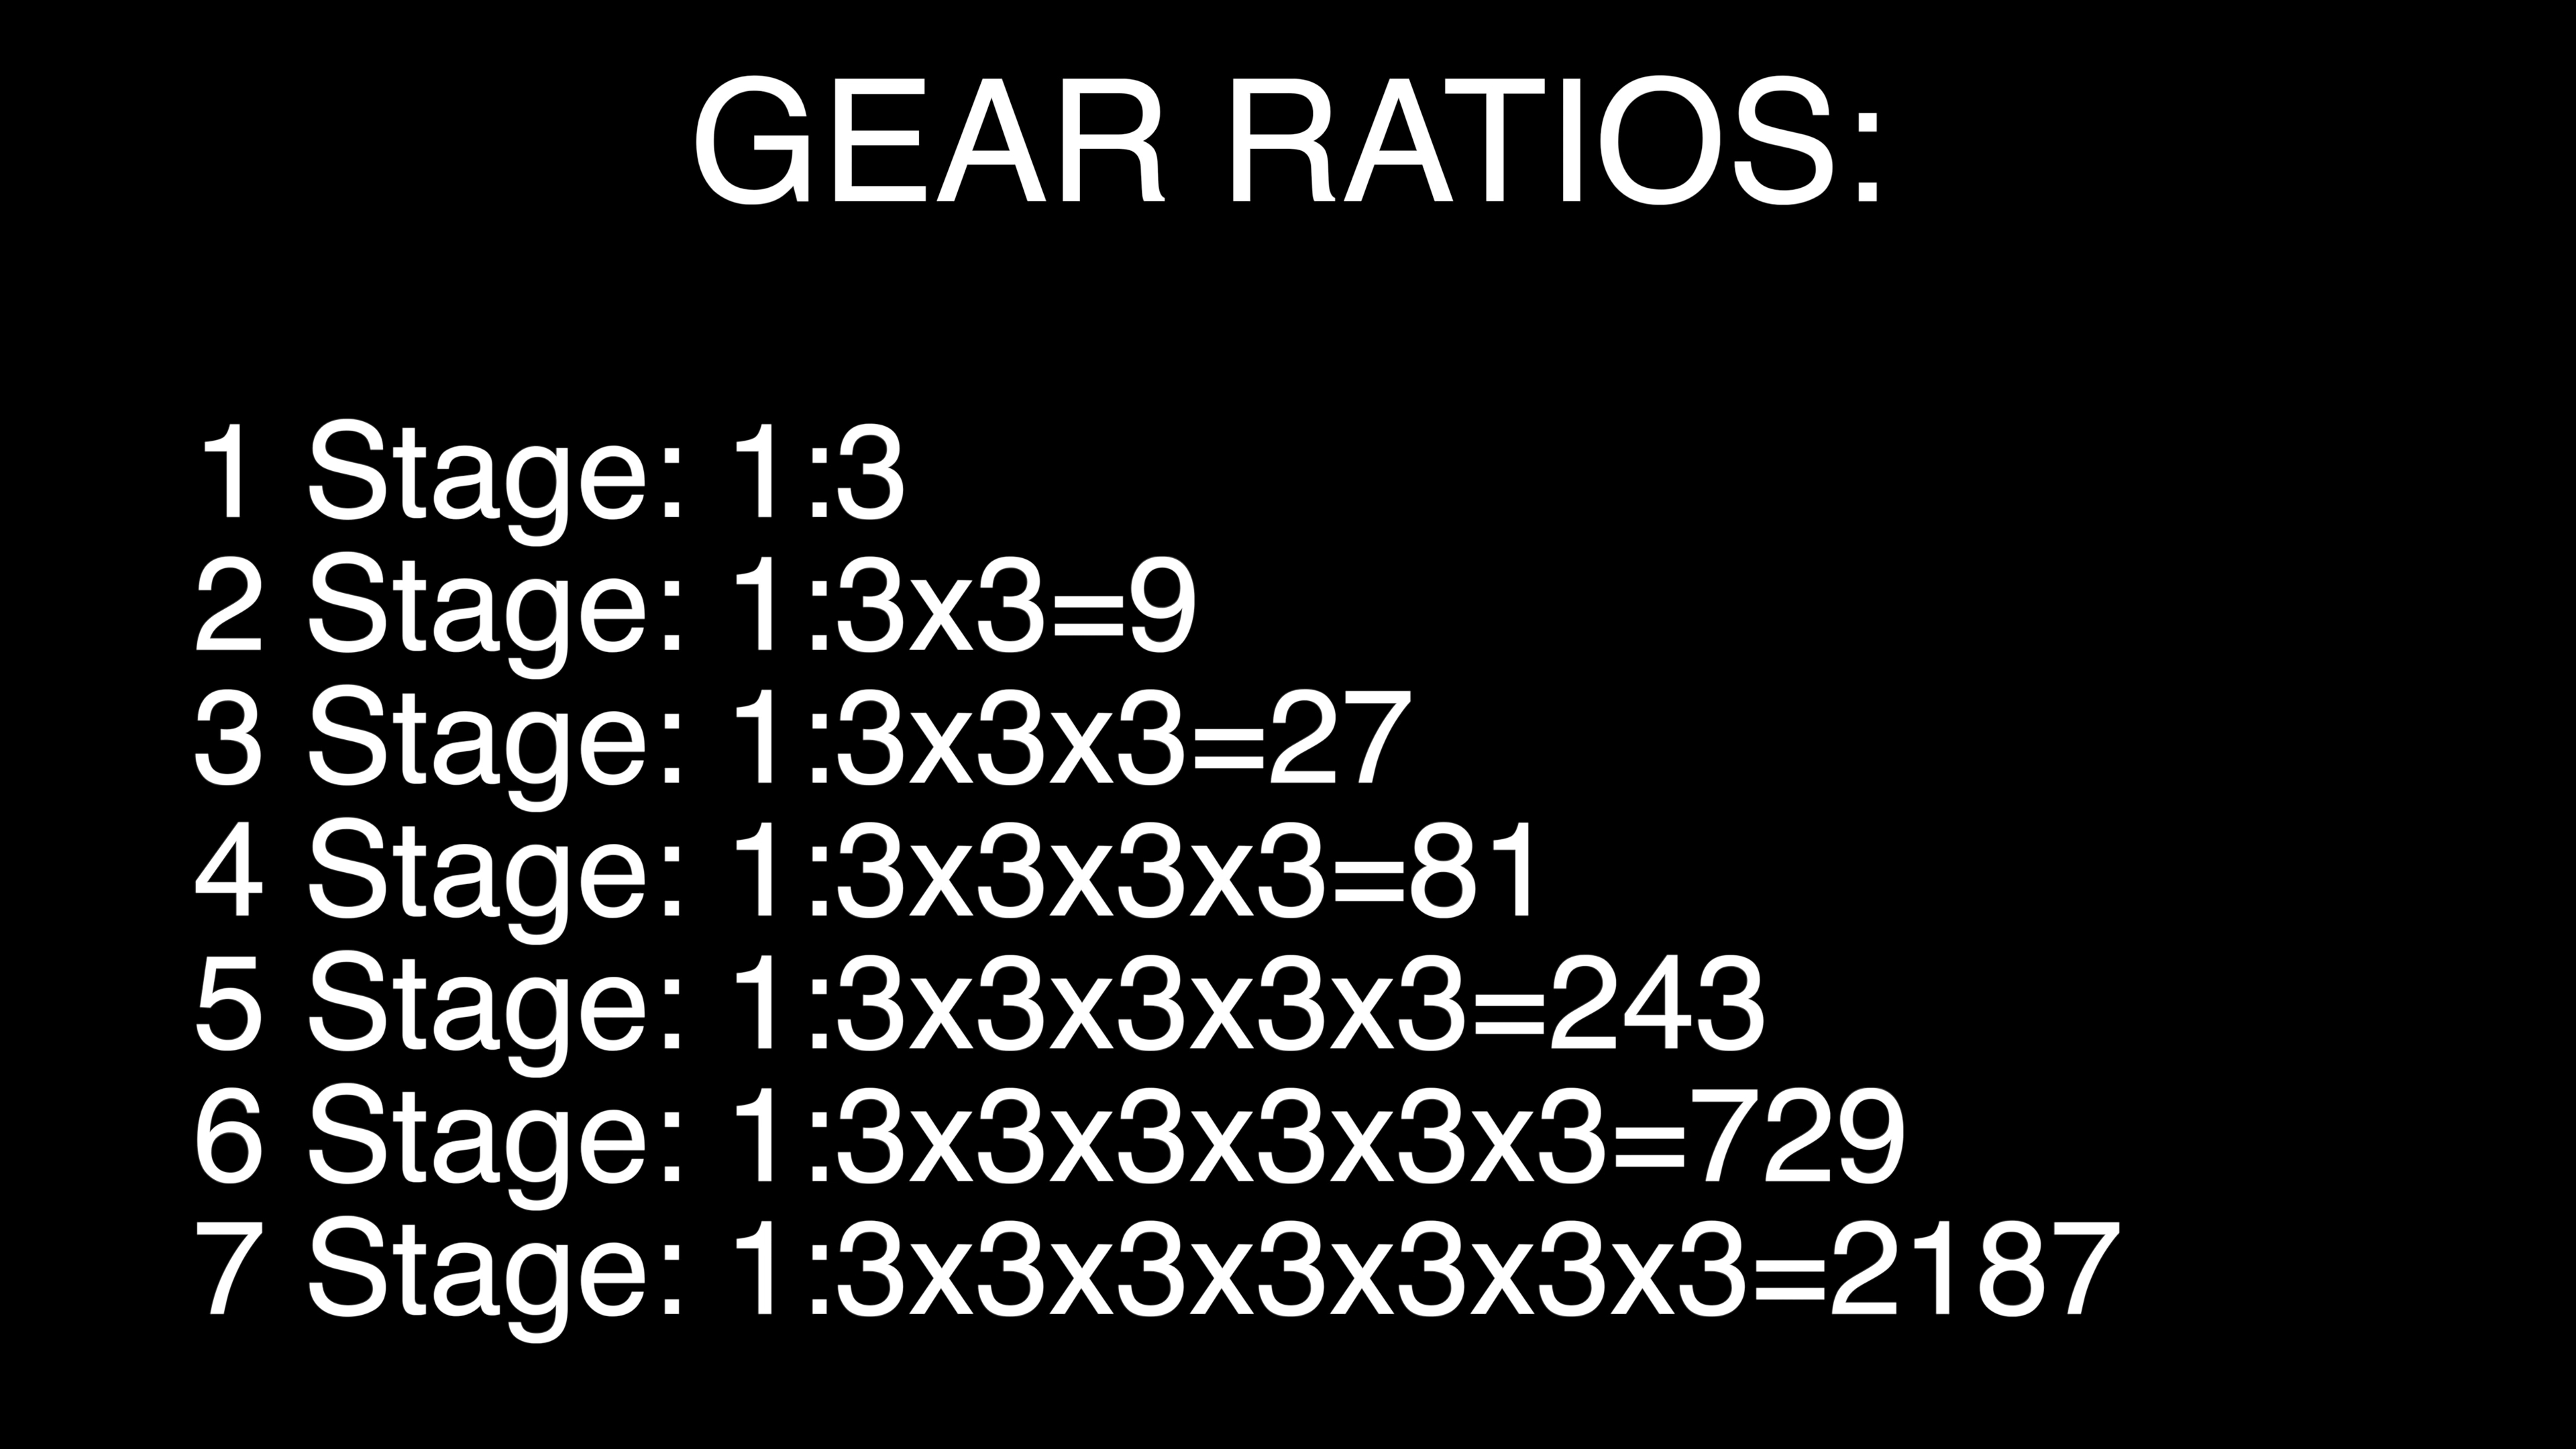 GEAR RATIOS:
1 Stage: 1:3
2 Stage: 1:3x3=9
3 Stage: 1:3x3x3=27
4 Stage: 1:3x3x3x3=81
5 Stage: 1:3x3x3x3x3=243
6 Stage: 1:3x3x3x3x3x3=729
7 Stage: 1:3x3x3x3x3x3x3=2187